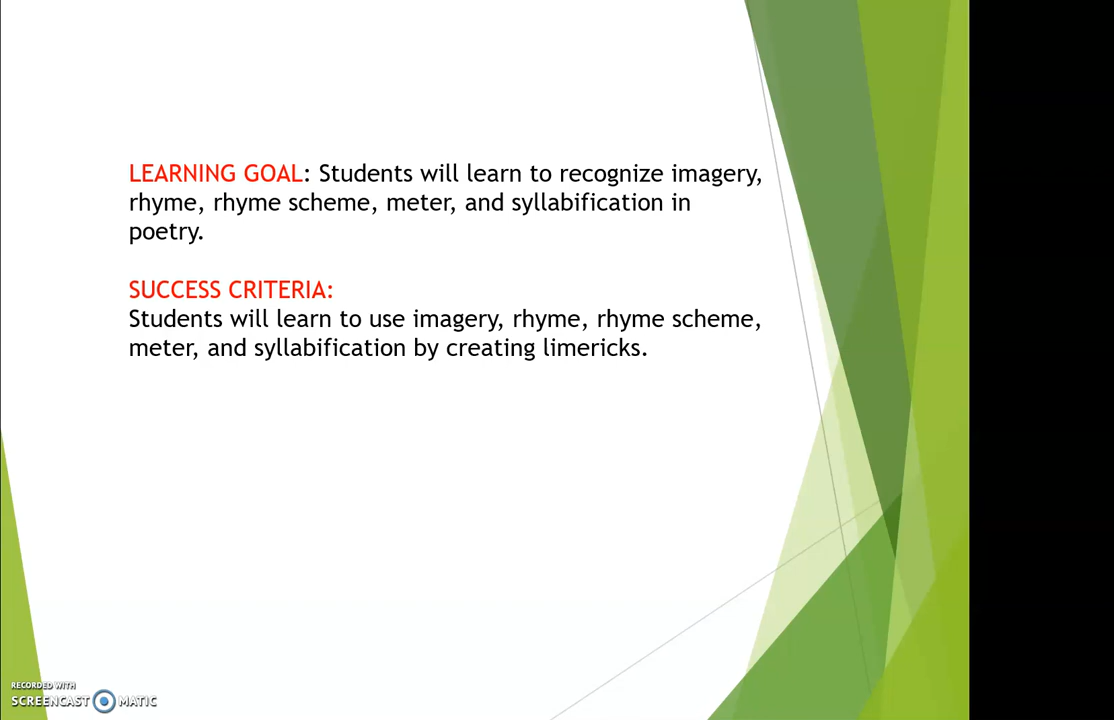 LEARNING GOAL: Students will learn to recognize imagery,
rhyme, rhyme scheme, meter, and syllabification in
poetry.
SUCCESS CRITERIA:
Students will learn to use imagery, rhyme, rhyme scheme,
meter, and syllabification by creating limericks.
RECORDED WITH
SCREENCAST MATIC